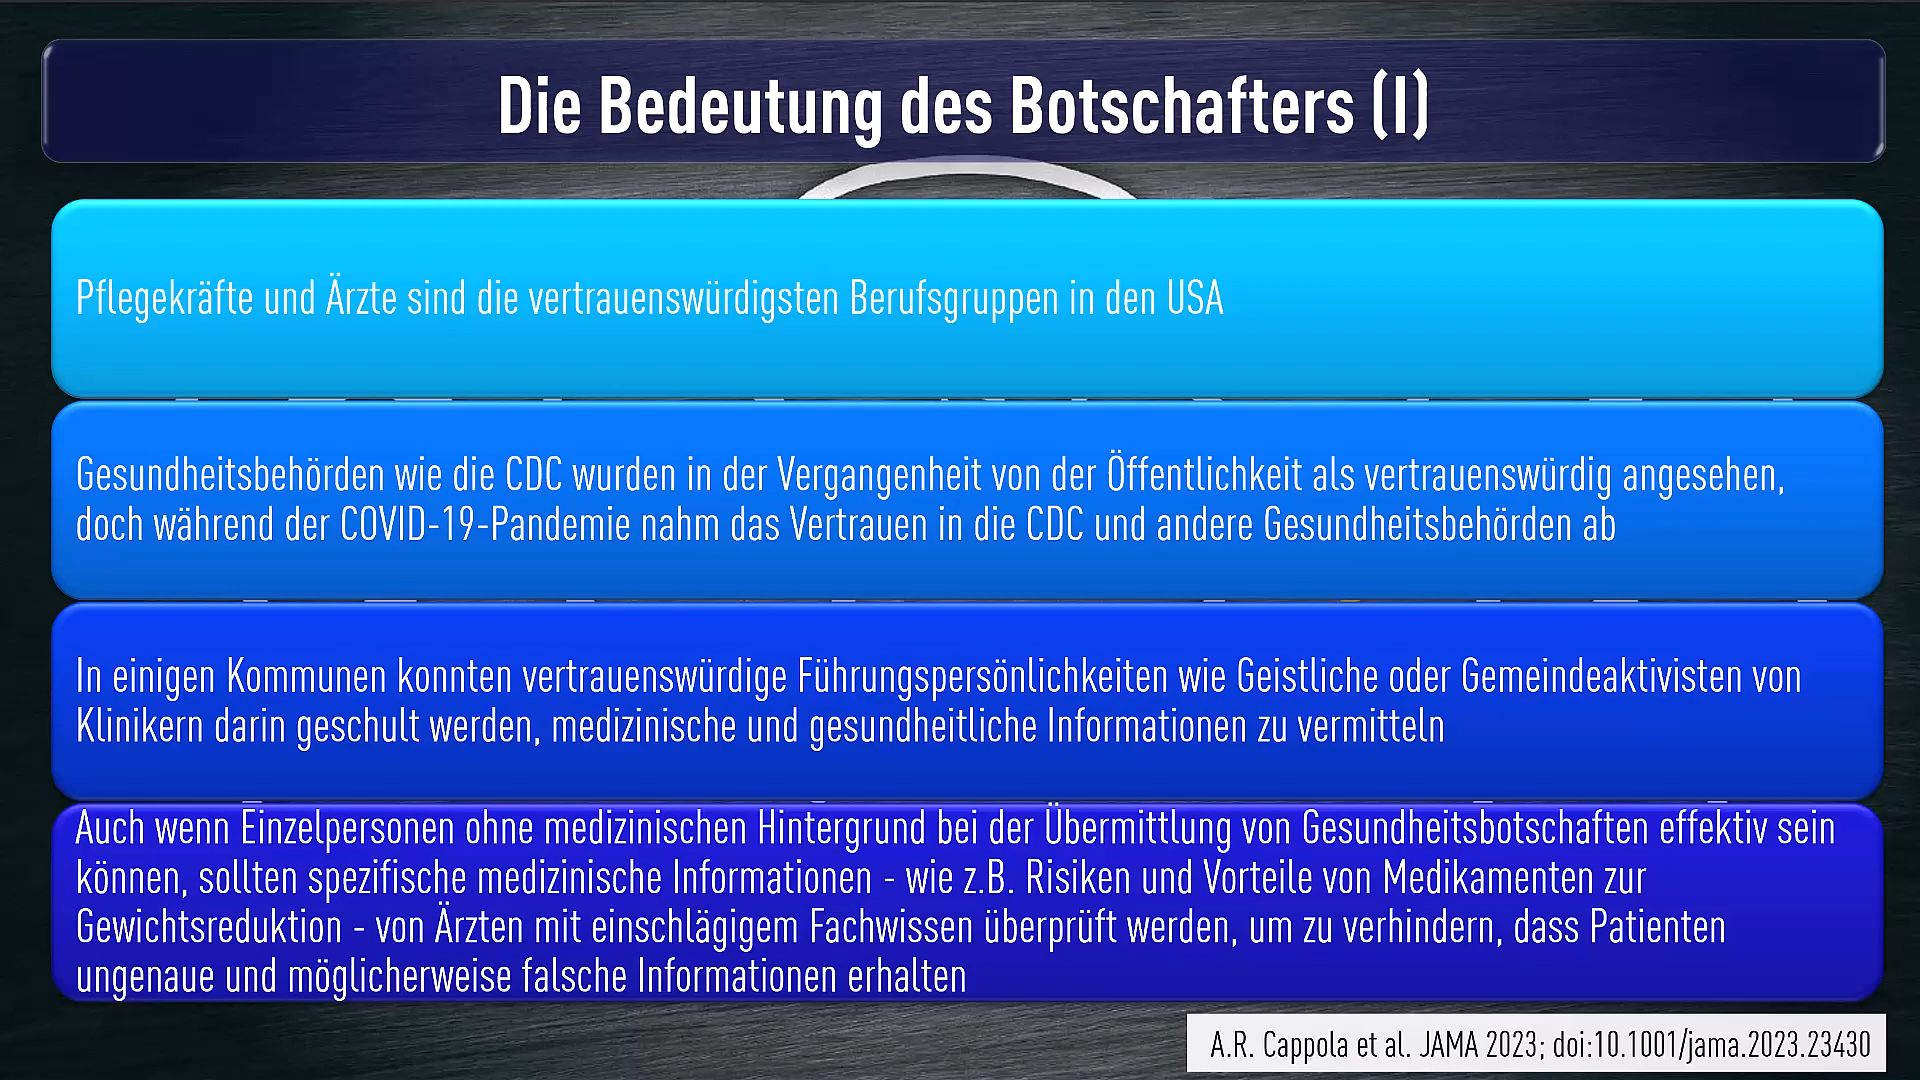 Die Bedeutung des Botschafters (I)
Pflegekräfte und Ärzte sind die vertrauenswürdigsten Berufsgruppen in den USA
Gesundheitsbehörden wie die CDC wurden in der Vergangenheit von der Öffentlichkeit als vertrauenswürdig angesehen,
doch während der COVID-19-Pandemie nahm das Vertrauen in die CDC und andere Gesundheitsbehörden ab
In einigen Kommunen konnten vertrauenswürdige Führungspersönlichkeiten wie Geistliche oder Gemeindeaktivisten von
Klinikern darin geschult werden, medizinische und gesundheitliche Informationen zu vermitteln
Auch wenn Einzelpersonen ohne medizinischen Hintergrund bei der Übermittlung von Gesundheitsbotschaften effektiv sein
können, sollten spezifische medizinische Informationen - wie z.B. Risiken und Vorteile von Medikamenten zur
Gewichtsreduktion - von Ärzten mit einschlägigem Fachwissen überprüft werden, um zu verhindern, dass Patienten
ungenaue und möglicherweise falsche Informationen erhalten
A.R. Cappola et al. JAMA 2023; doi:10.1001/jama.2023.23430